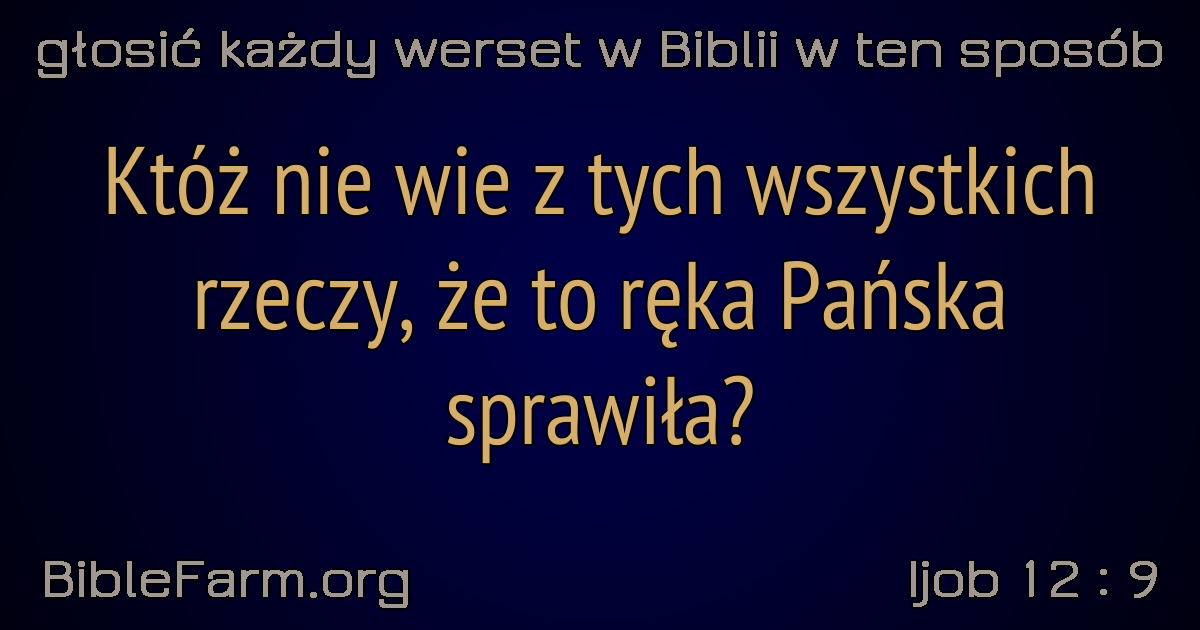 głosić każdy werset w Biblii w ten sposób
Któż nie wie z tych wszystkich
rzeczy, że to ręka Pańska
sprawiła?
BibleFarm.org
Ijob 12 : 9